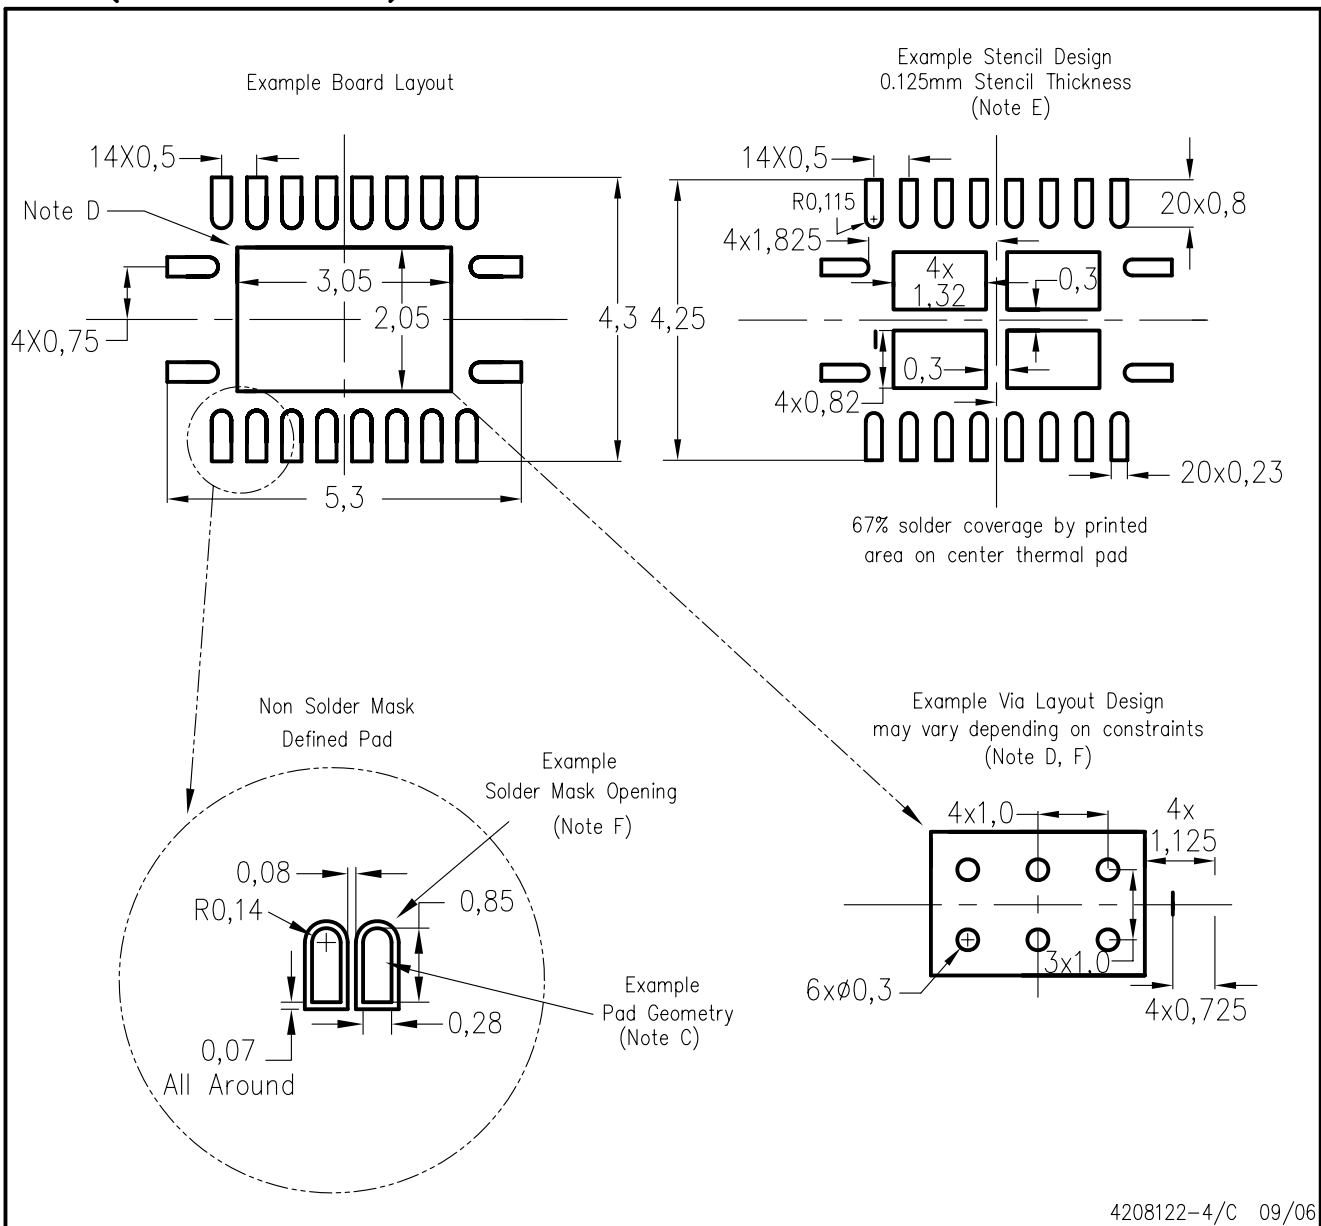 Example Board Layout
14X0,5
Note D
3,05
2,05
4X0,75
4,3
5,3
Example Stencil Design
0.125mm Stencil Thickness
(Note E)
14X0,5
R0,115
20x0,8
4x1,825
4x
1,32
0,3
4,25
0,3
4x0,82
20x0,23
67% solder coverage by printed
area on center thermal pad
Non Solder Mask
Defined Pad
Example
Solder Mask Opening
(Note F)
0,08
R0,14
0,85
Example
Pad Geometry
(Note C)
0,28
0,07
All Around
Example Via Layout Design
may vary depending on constraints
(Note D, F)
4x1,0
4x
1,125
3x1,0
6xø0,3
4x0,725
4208122-4/C 09/06